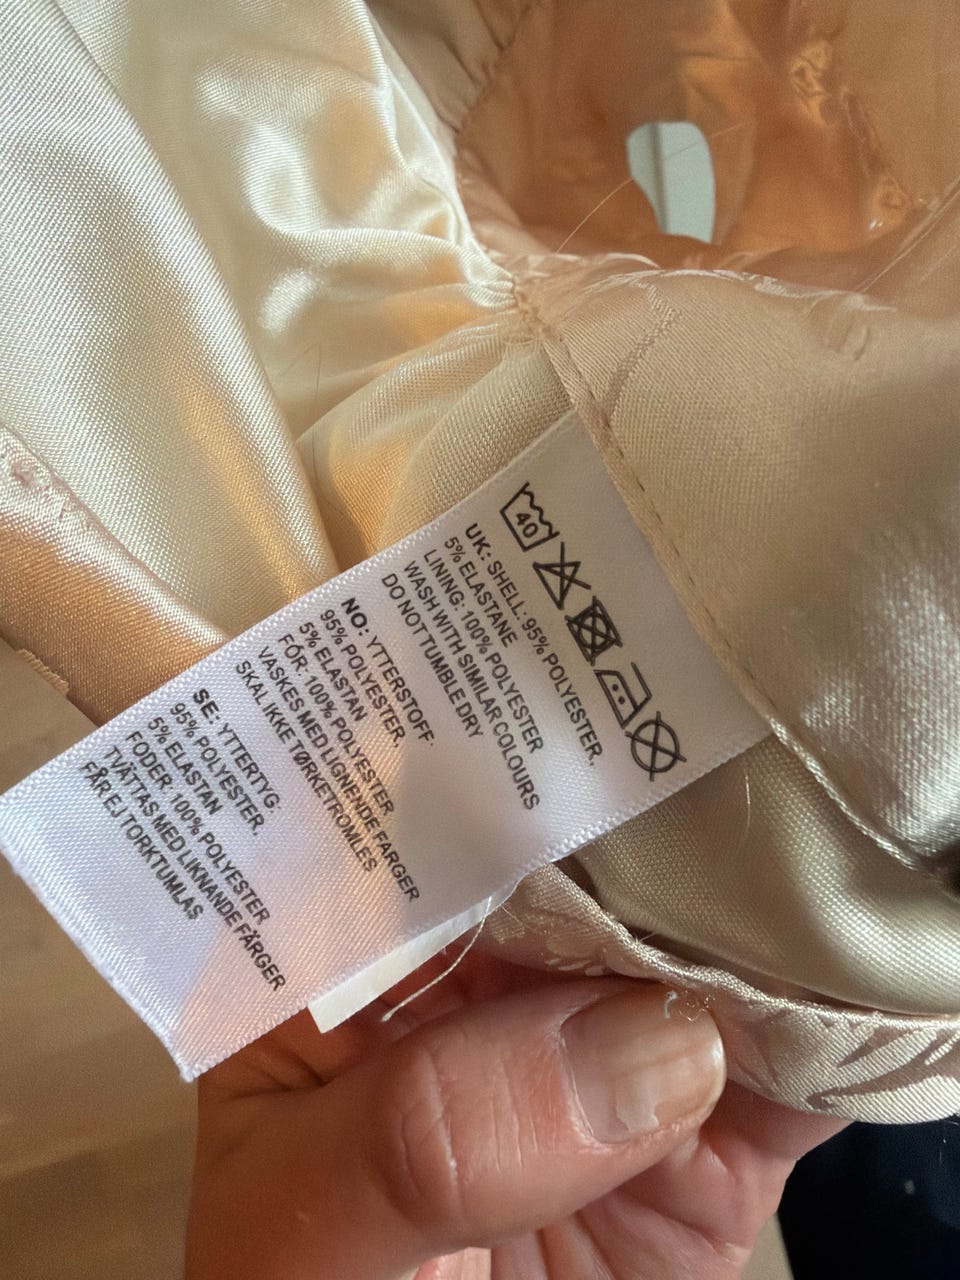 40
UK: SHELL: 95% POLYESTER,
5% ELASTANE
LINING: 100% POLYESTER
WASH WITH SIMILAR COLOURS
DO NOT TUMBLE DRY
NO: YTTERSTOFF:
95% POLYESTER,
5% ELASTAN
FÓR: 100% POLYESTER
VASKES MED LIGNENDE FARGER
SKAL IKKE TØRKETROMLES
SE: YTTERTYG:
95% POLYESTER,
5% ELASTAN
FODER: 100% POLYESTER
TVÄTTAS MED LIKNANDE FÄRGER
FÅR EJ TORKTUMLAS